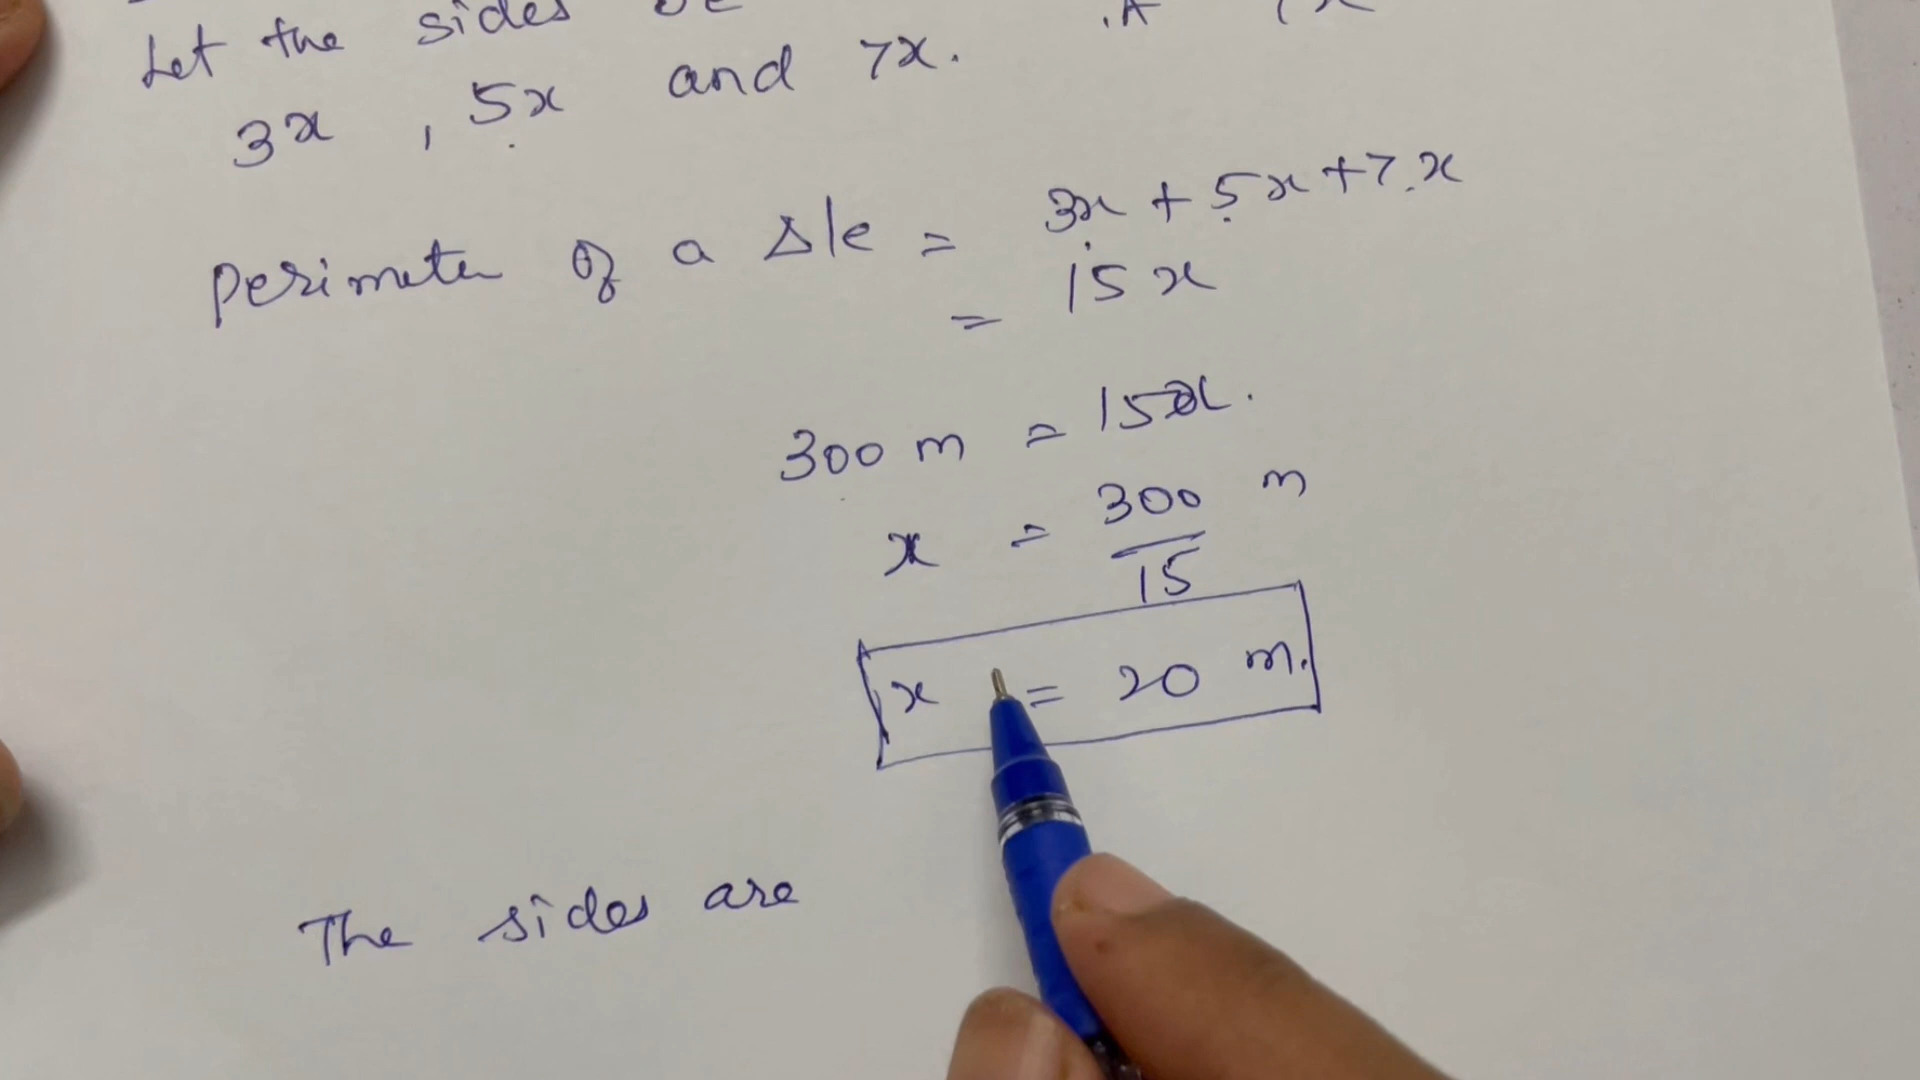 Let the sides
3x , 5x and 7x.
Perimeter of a Δle = 3x + 5x + 7x
= 15x
300 m = 15x.
x = 300/15 m
x = 20 m.
The sides are